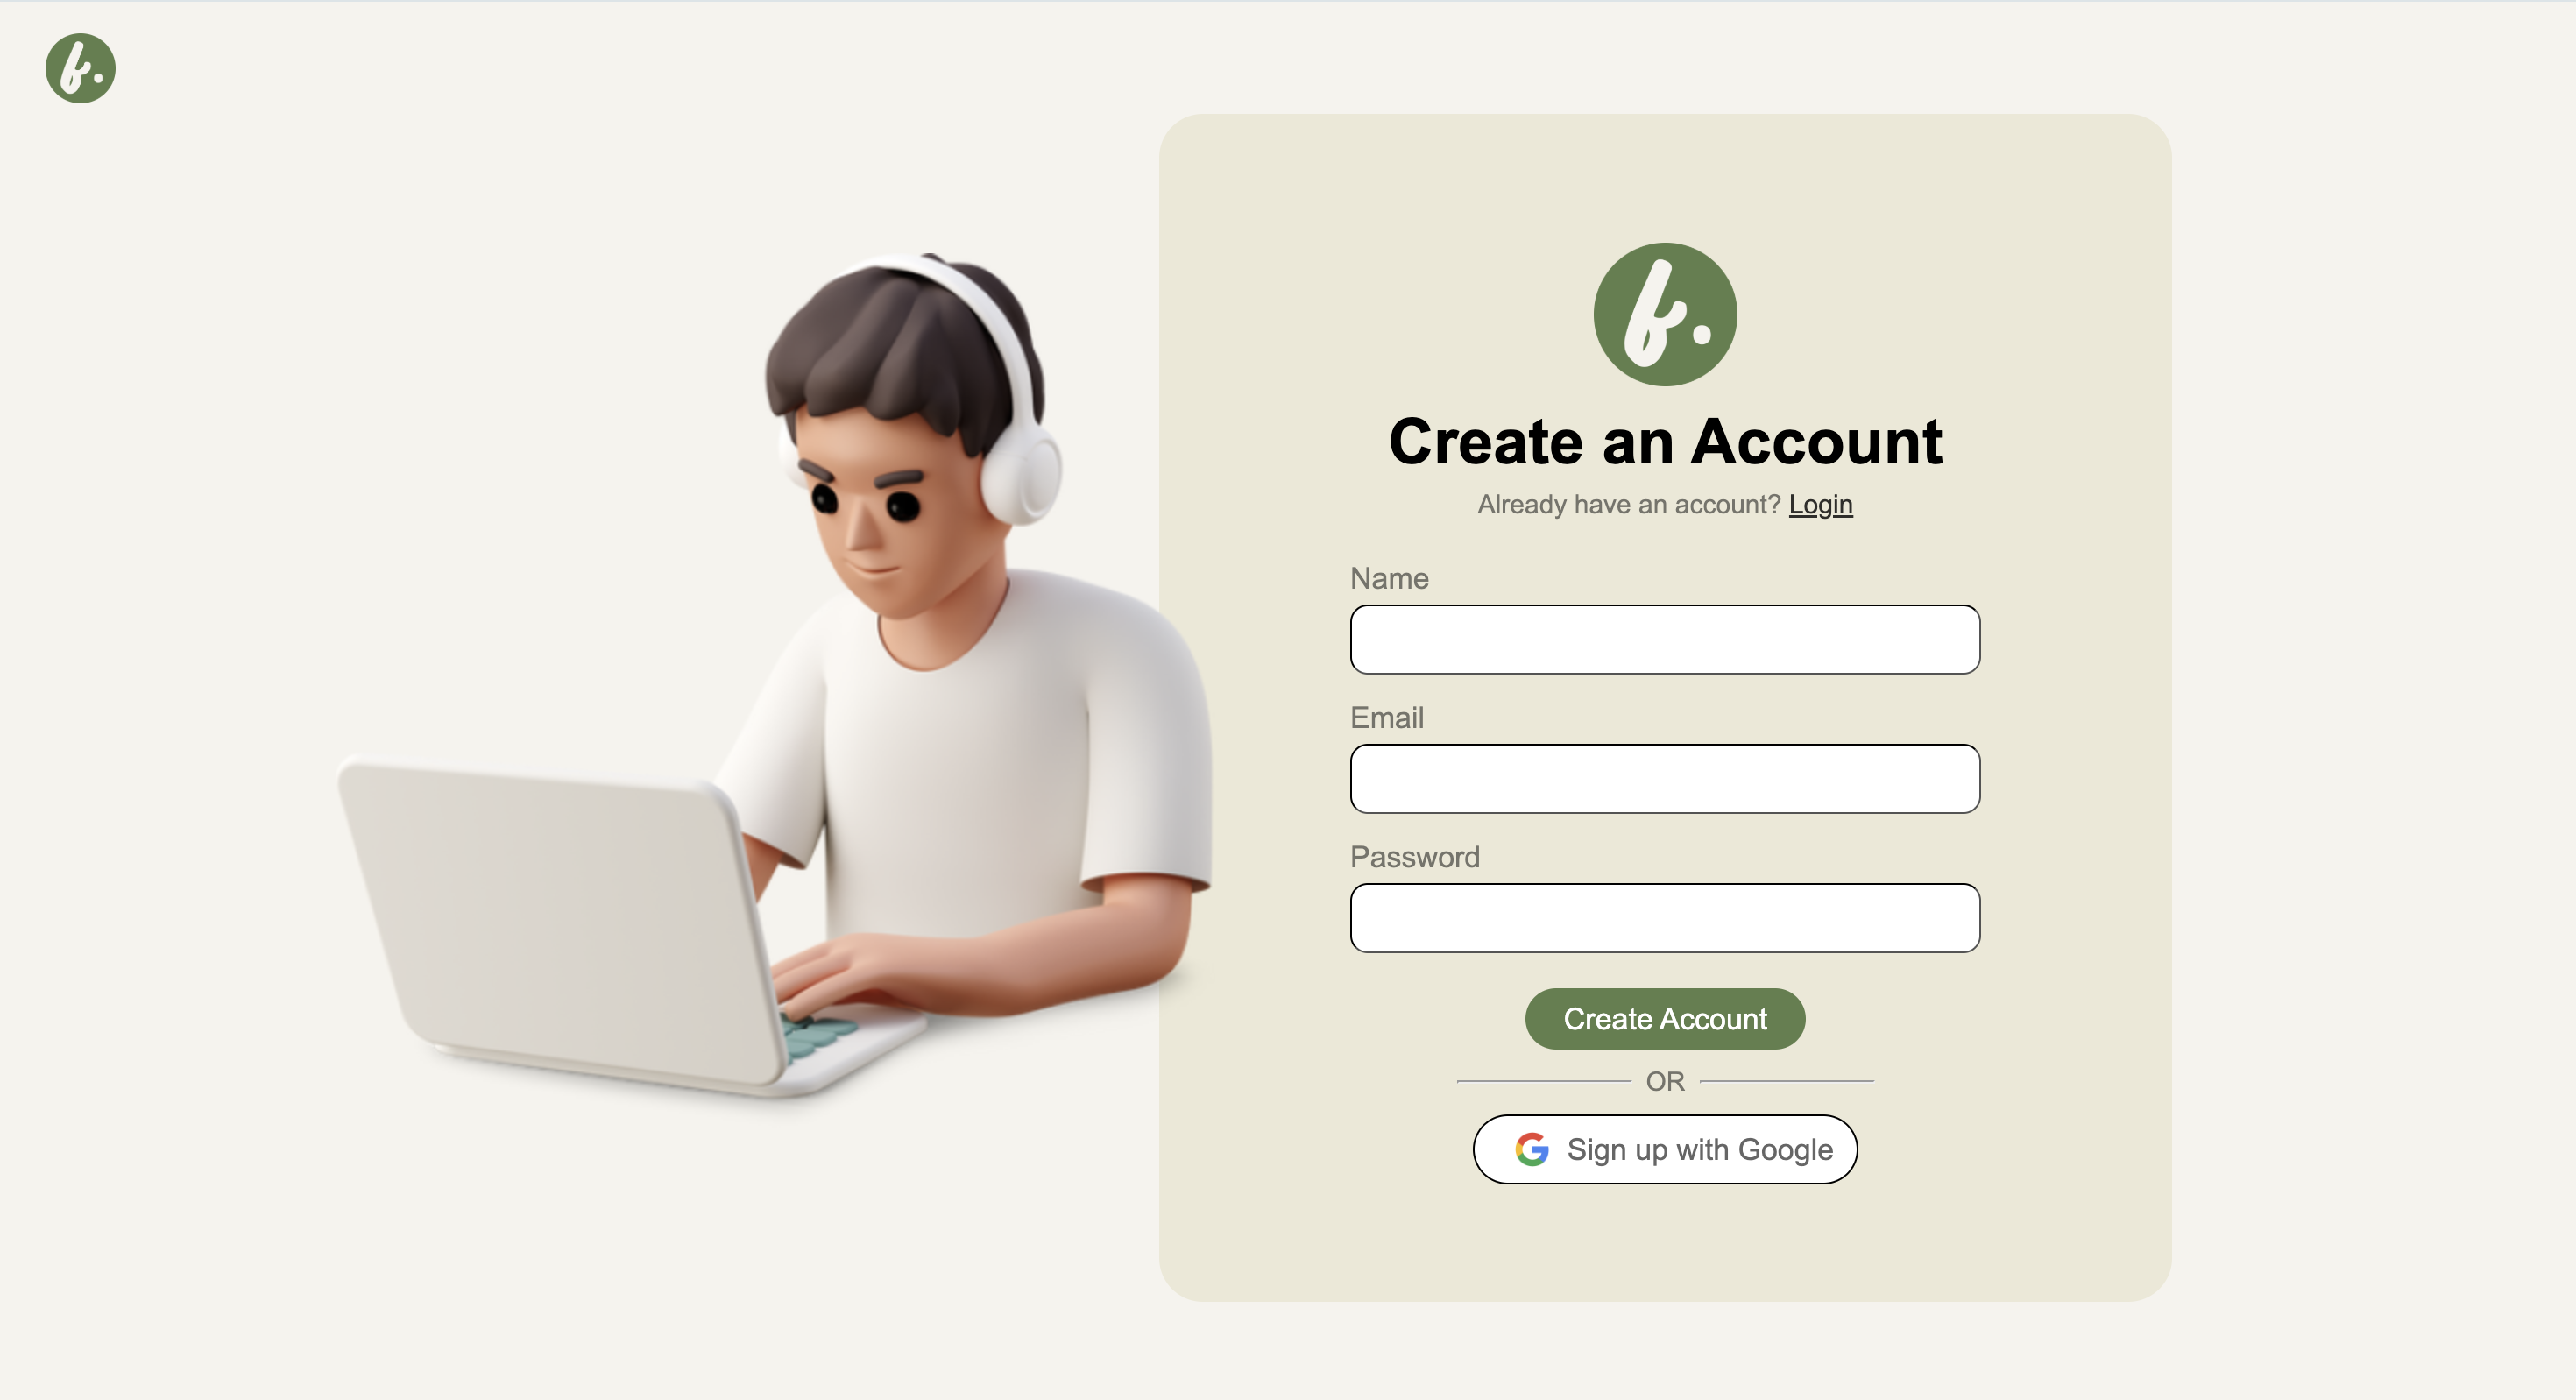 k.
k.
Create an Account
Already have an account? Login
Name
Email
Password
Create Account
OR
Sign up with Google